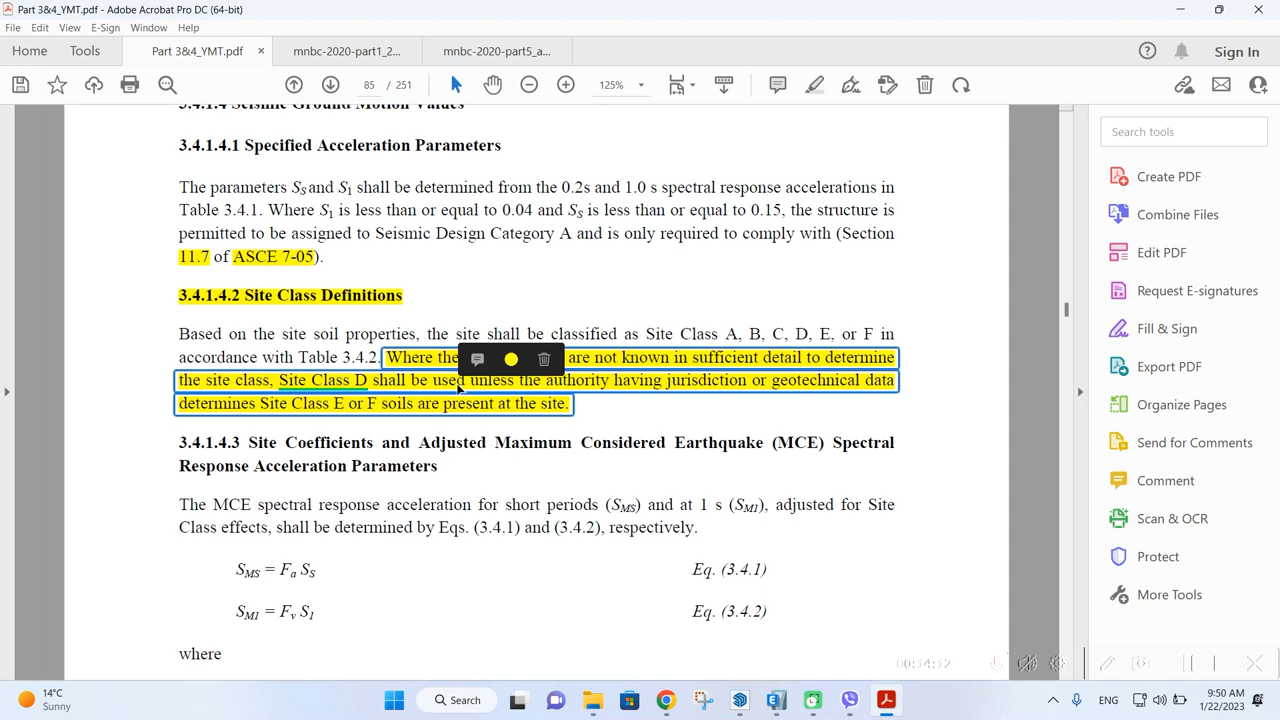 Part 3&4_YMT.pdf - Adobe Acrobat Pro DC (64-bit)
File Edit View E-Sign Window Help
Home Tools Part 3&4_YMT.pdf × mnbc-2020-part1_2... mnbc-2020-part5_a... Sign In
85 / 251 125%
3.4.1.4 Seismic Ground Motion Values
3.4.1.4.1 Specified Acceleration Parameters
The parameters SS and S1 shall be determined from the 0.2s and 1.0 s spectral response accelerations in
Table 3.4.1. Where S1 is less than or equal to 0.04 and SS is less than or equal to 0.15, the structure is
permitted to be assigned to Seismic Design Category A and is only required to comply with (Section
11.7 of ASCE 7-05).
3.4.1.4.2 Site Class Definitions
Based on the site soil properties, the site shall be classified as Site Class A, B, C, D, E, or F in
accordance with Table 3.4.2. Where the are not known in sufficient detail to determine
the site class, Site Class D shall be used unless the authority having jurisdiction or geotechnical data
determines Site Class E or F soils are present at the site.
3.4.1.4.3 Site Coefficients and Adjusted Maximum Considered Earthquake (MCE) Spectral
Response Acceleration Parameters
The MCE spectral response acceleration for short periods (SMS) and at 1 s (SM1), adjusted for Site
Class effects, shall be determined by Eqs. (3.4.1) and (3.4.2), respectively.
SMS = Fa SS Eq. (3.4.1)
SM1 = Fv S1 Eq. (3.4.2)
where
Search tools
Create PDF
Combine Files
Edit PDF
Request E-signatures
Fill & Sign
Export PDF
Organize Pages
Send for Comments
Comment
Scan & OCR
Protect
More Tools
00:14:12
14°C
Sunny
Search
ENG
9:50 AM
1/22/2023